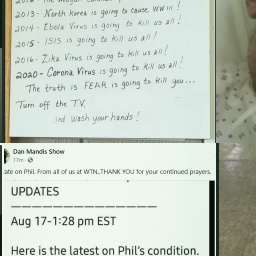 2013- North Korea is going to cause WW III!
2014- Ebola Virus is going to kill us all!
2015- ISIS is going to kill us all!
2016- Zika Virus is going to kill us all!
2020- Corona Virus is going to kill us all!
The truth is FEAR is going to kill you...
Turn off the TV.
and wash your hands!
Dan Mandis Show
17m
ate on Phil. From all of us at WTN..THANK YOU for your continued prayers.
UPDATES
Aug 17-1:28 pm EST
Here is the latest on Phil's condition.